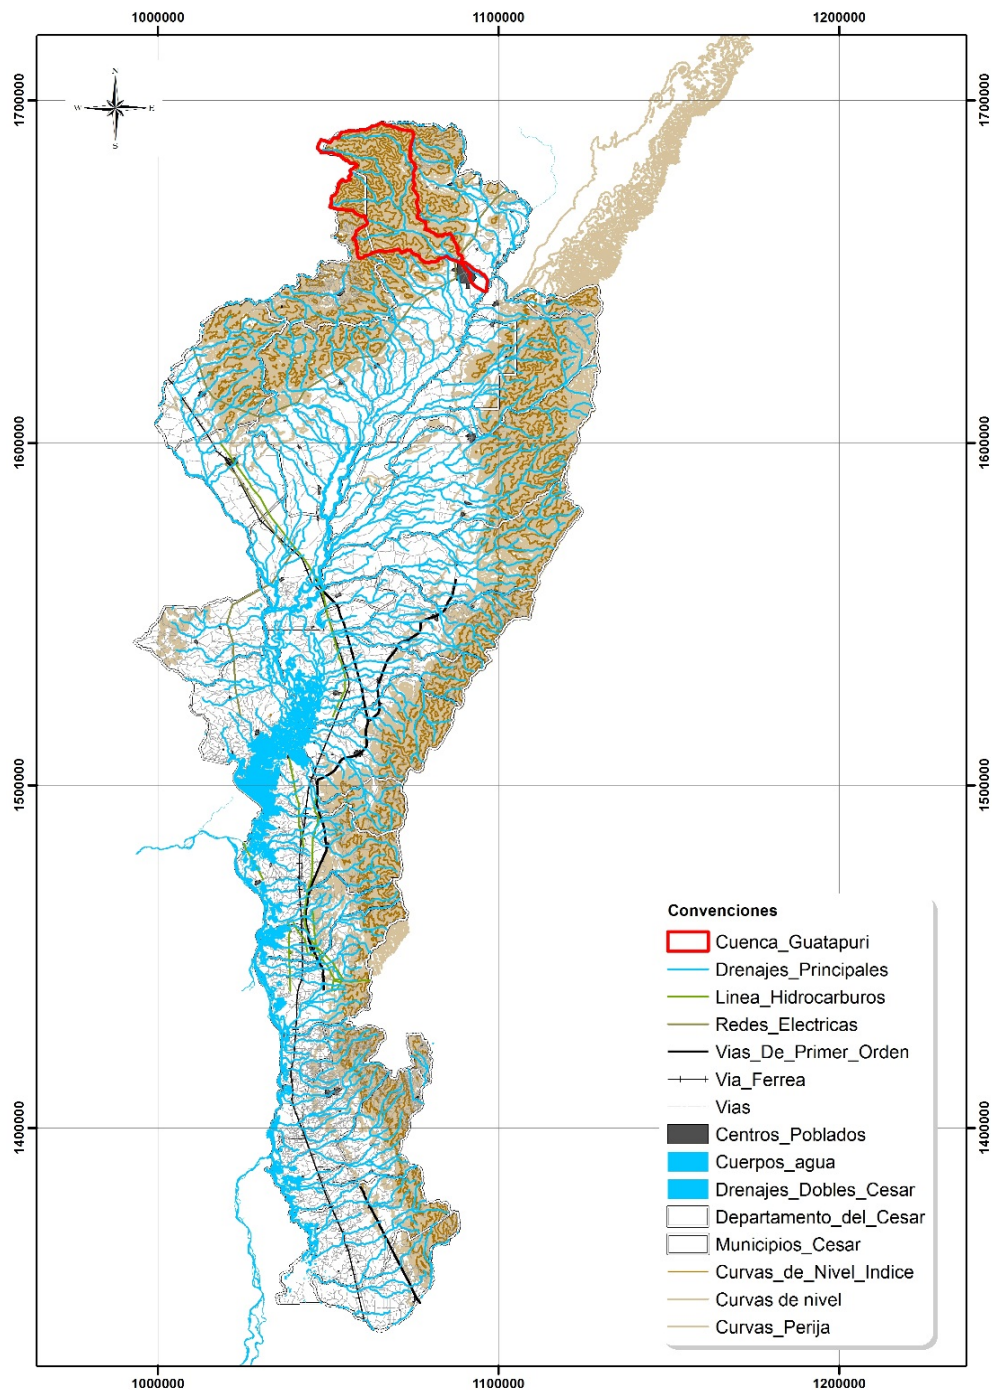 1000000 1100000 1200000
N
W E
S
1700000 1700000
1600000 1600000
1500000 1500000
1400000 1400000
Convenciones
Cuenca_Guatapuri
Drenajes_Principales
Linea_Hidrocarburos
Redes_Electricas
Vias_De_Primer_Orden
Via_Ferrea
Vias
Centros_Poblados
Cuerpos_agua
Drenajes_Dobles_Cesar
Departamento_del_Cesar
Municipios_Cesar
Curvas_de_Nivel_Indice
Curvas de nivel
Curvas_Perija
1000000 1100000 1200000